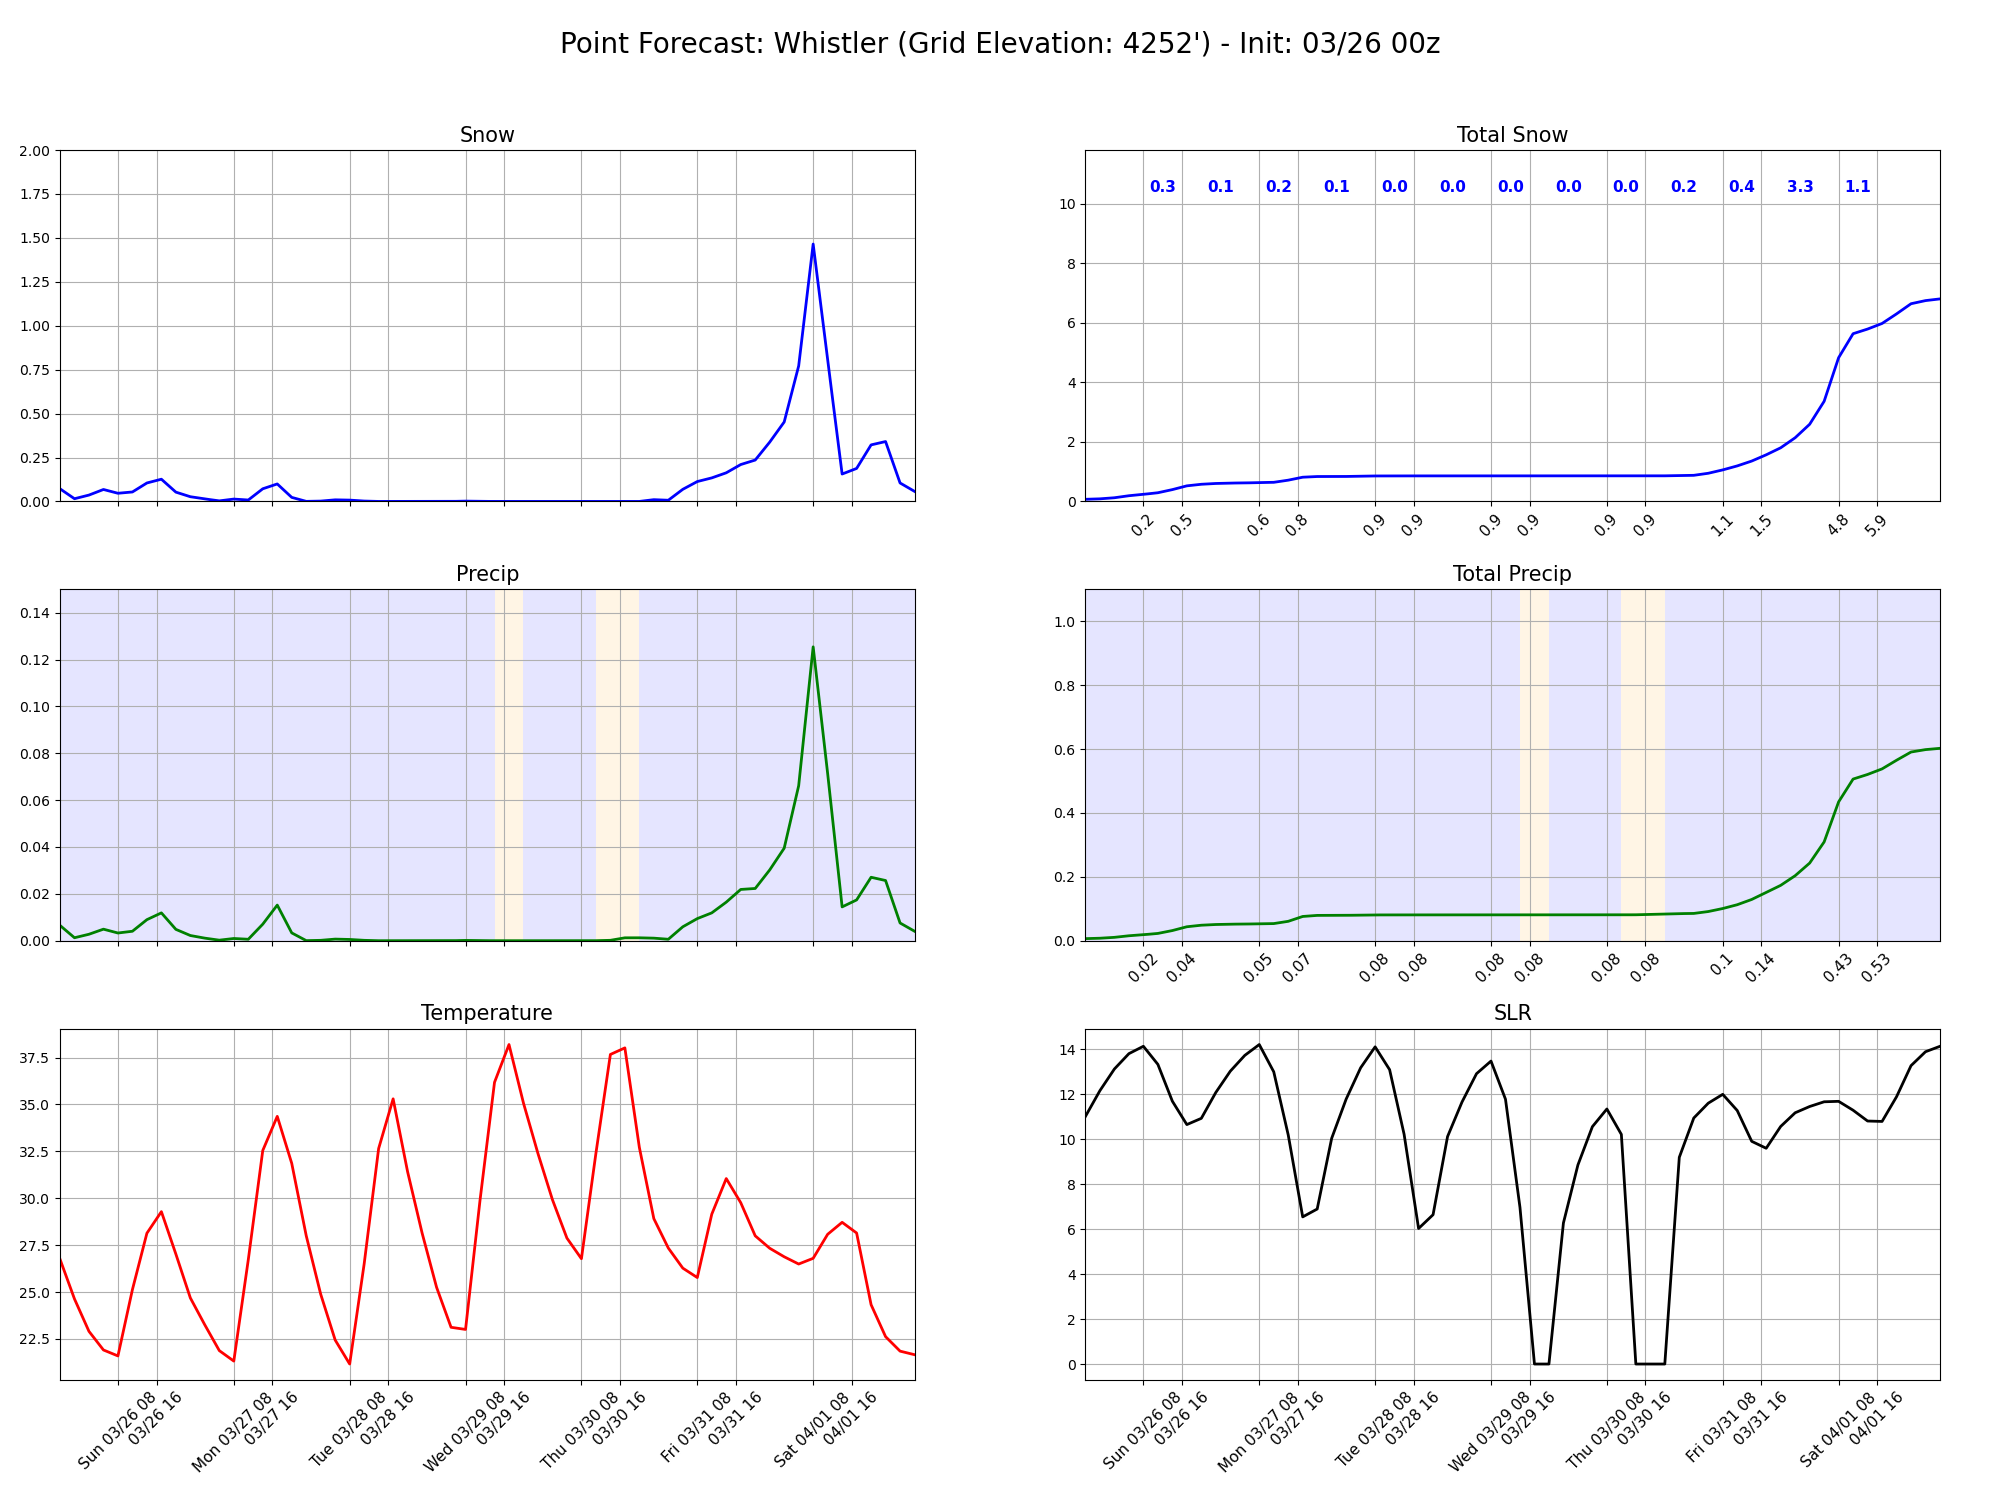 Point Forecast: Whistler (Grid Elevation: 4252') - Init: 03/26 00z
Snow
2.00
1.75
1.50
1.25
1.00
0.75
0.50
0.25
0.00
Total Snow
0.3 0.1 0.2 0.1 0.0 0.0 0.0 0.0 0.0 0.2 0.4 3.3 1.1
10
8
6
4
2
0
0.2 0.5 0.6 0.8 0.9 0.9 0.9 0.9 0.9 0.9 1.1 1.5 4.8 5.9
Precip
0.14
0.12
0.10
0.08
0.06
0.04
0.02
0.00
Total Precip
1.0
0.8
0.6
0.4
0.2
0.0
0.02 0.04 0.05 0.07 0.08 0.08 0.08 0.08 0.08 0.08 0.1 0.14 0.43 0.53
Temperature
37.5
35.0
32.5
30.0
27.5
25.0
22.5
Sun 03/26 08
03/26 16
Mon 03/27 08
03/27 16
Tue 03/28 08
03/28 16
Wed 03/29 08
03/29 16
Thu 03/30 08
03/30 16
Fri 03/31 08
03/31 16
Sat 04/01 08
04/01 16
SLR
14
12
10
8
6
4
2
0
Sun 03/26 08
03/26 16
Mon 03/27 08
03/27 16
Tue 03/28 08
03/28 16
Wed 03/29 08
03/29 16
Thu 03/30 08
03/30 16
Fri 03/31 08
03/31 16
Sat 04/01 08
04/01 16